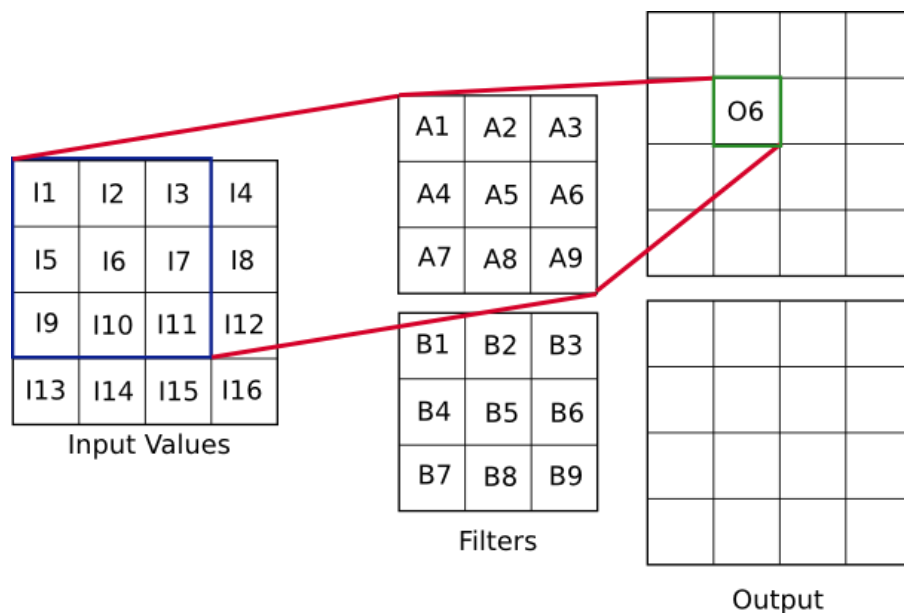 I1 I2 I3 I4
I5 I6 I7 I8
I9 I10 I11 I12
I13 I14 I15 I16
Input Values
A1 A2 A3
A4 A5 A6
A7 A8 A9
B1 B2 B3
B4 B5 B6
B7 B8 B9
Filters
O6
Output